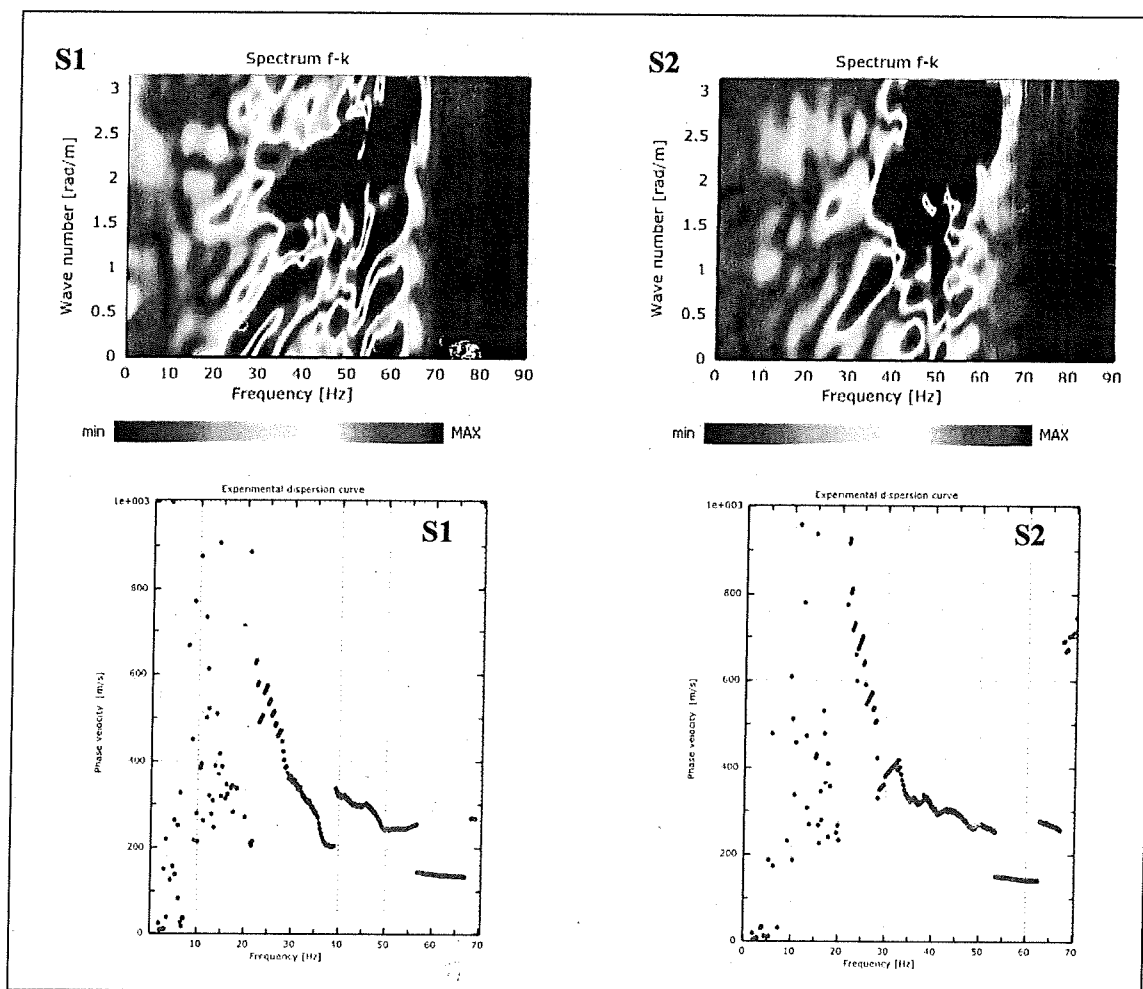 S1
Spectrum f-k
Wave number [rad/m]
3
2.5
2
1.5
1
0.5
0
0 10 20 30 40 50 60 70 80 90
Frequency [Hz]
min MAX
S2
Spectrum f-k
Wave number [rad/m]
3
2.5
2
1.5
1
0.5
0
0 10 20 30 40 50 60 70 80 90
Frequency [Hz]
min MAX
Experimental dispersion curve
S1
Phase velocity [m/s]
1e+003
800
600
400
200
0
10 20 30 40 50 60 70
Frequency [Hz]
Experimental dispersion curve
S2
Phase velocity [m/s]
1e+003
800
600
400
200
0
0 10 20 30 40 50 60 70
Frequency [Hz]